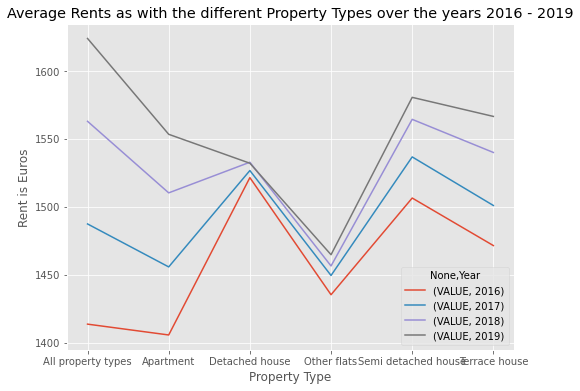 Average Rents as with the different Property Types over the years 2016 - 2019
Rent is Euros
1600
1550
1500
1450
1400
None,Year
(VALUE, 2016)
(VALUE, 2017)
(VALUE, 2018)
(VALUE, 2019)
All property types Apartment Detached house Other flats Semi detached house Terrace house
Property Type